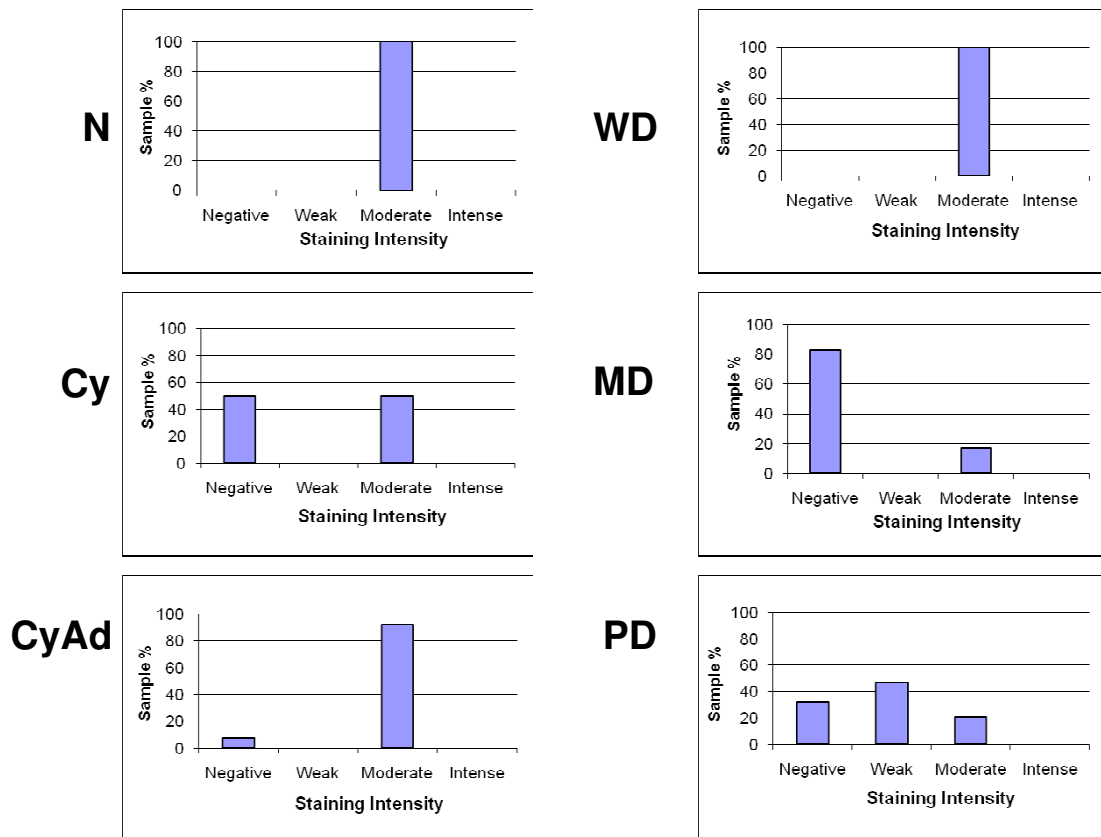 N
Sample %
100
80
60
40
20
0
Negative Weak Moderate Intense
Staining Intensity
WD
Sample %
100
80
60
40
20
0
Negative Weak Moderate Intense
Staining Intensity
Cy
Sample %
100
80
60
40
20
0
Negative Weak Moderate Intense
Staining Intensity
MD
Sample %
100
80
60
40
20
0
Negative Weak Moderate Intense
Staining Intensity
CyAd
Sample %
100
80
60
40
20
0
Negative Weak Moderate Intense
Staining Intensity
PD
Sample %
100
80
60
40
20
0
Negative Weak Moderate Intense
Staining Intensity